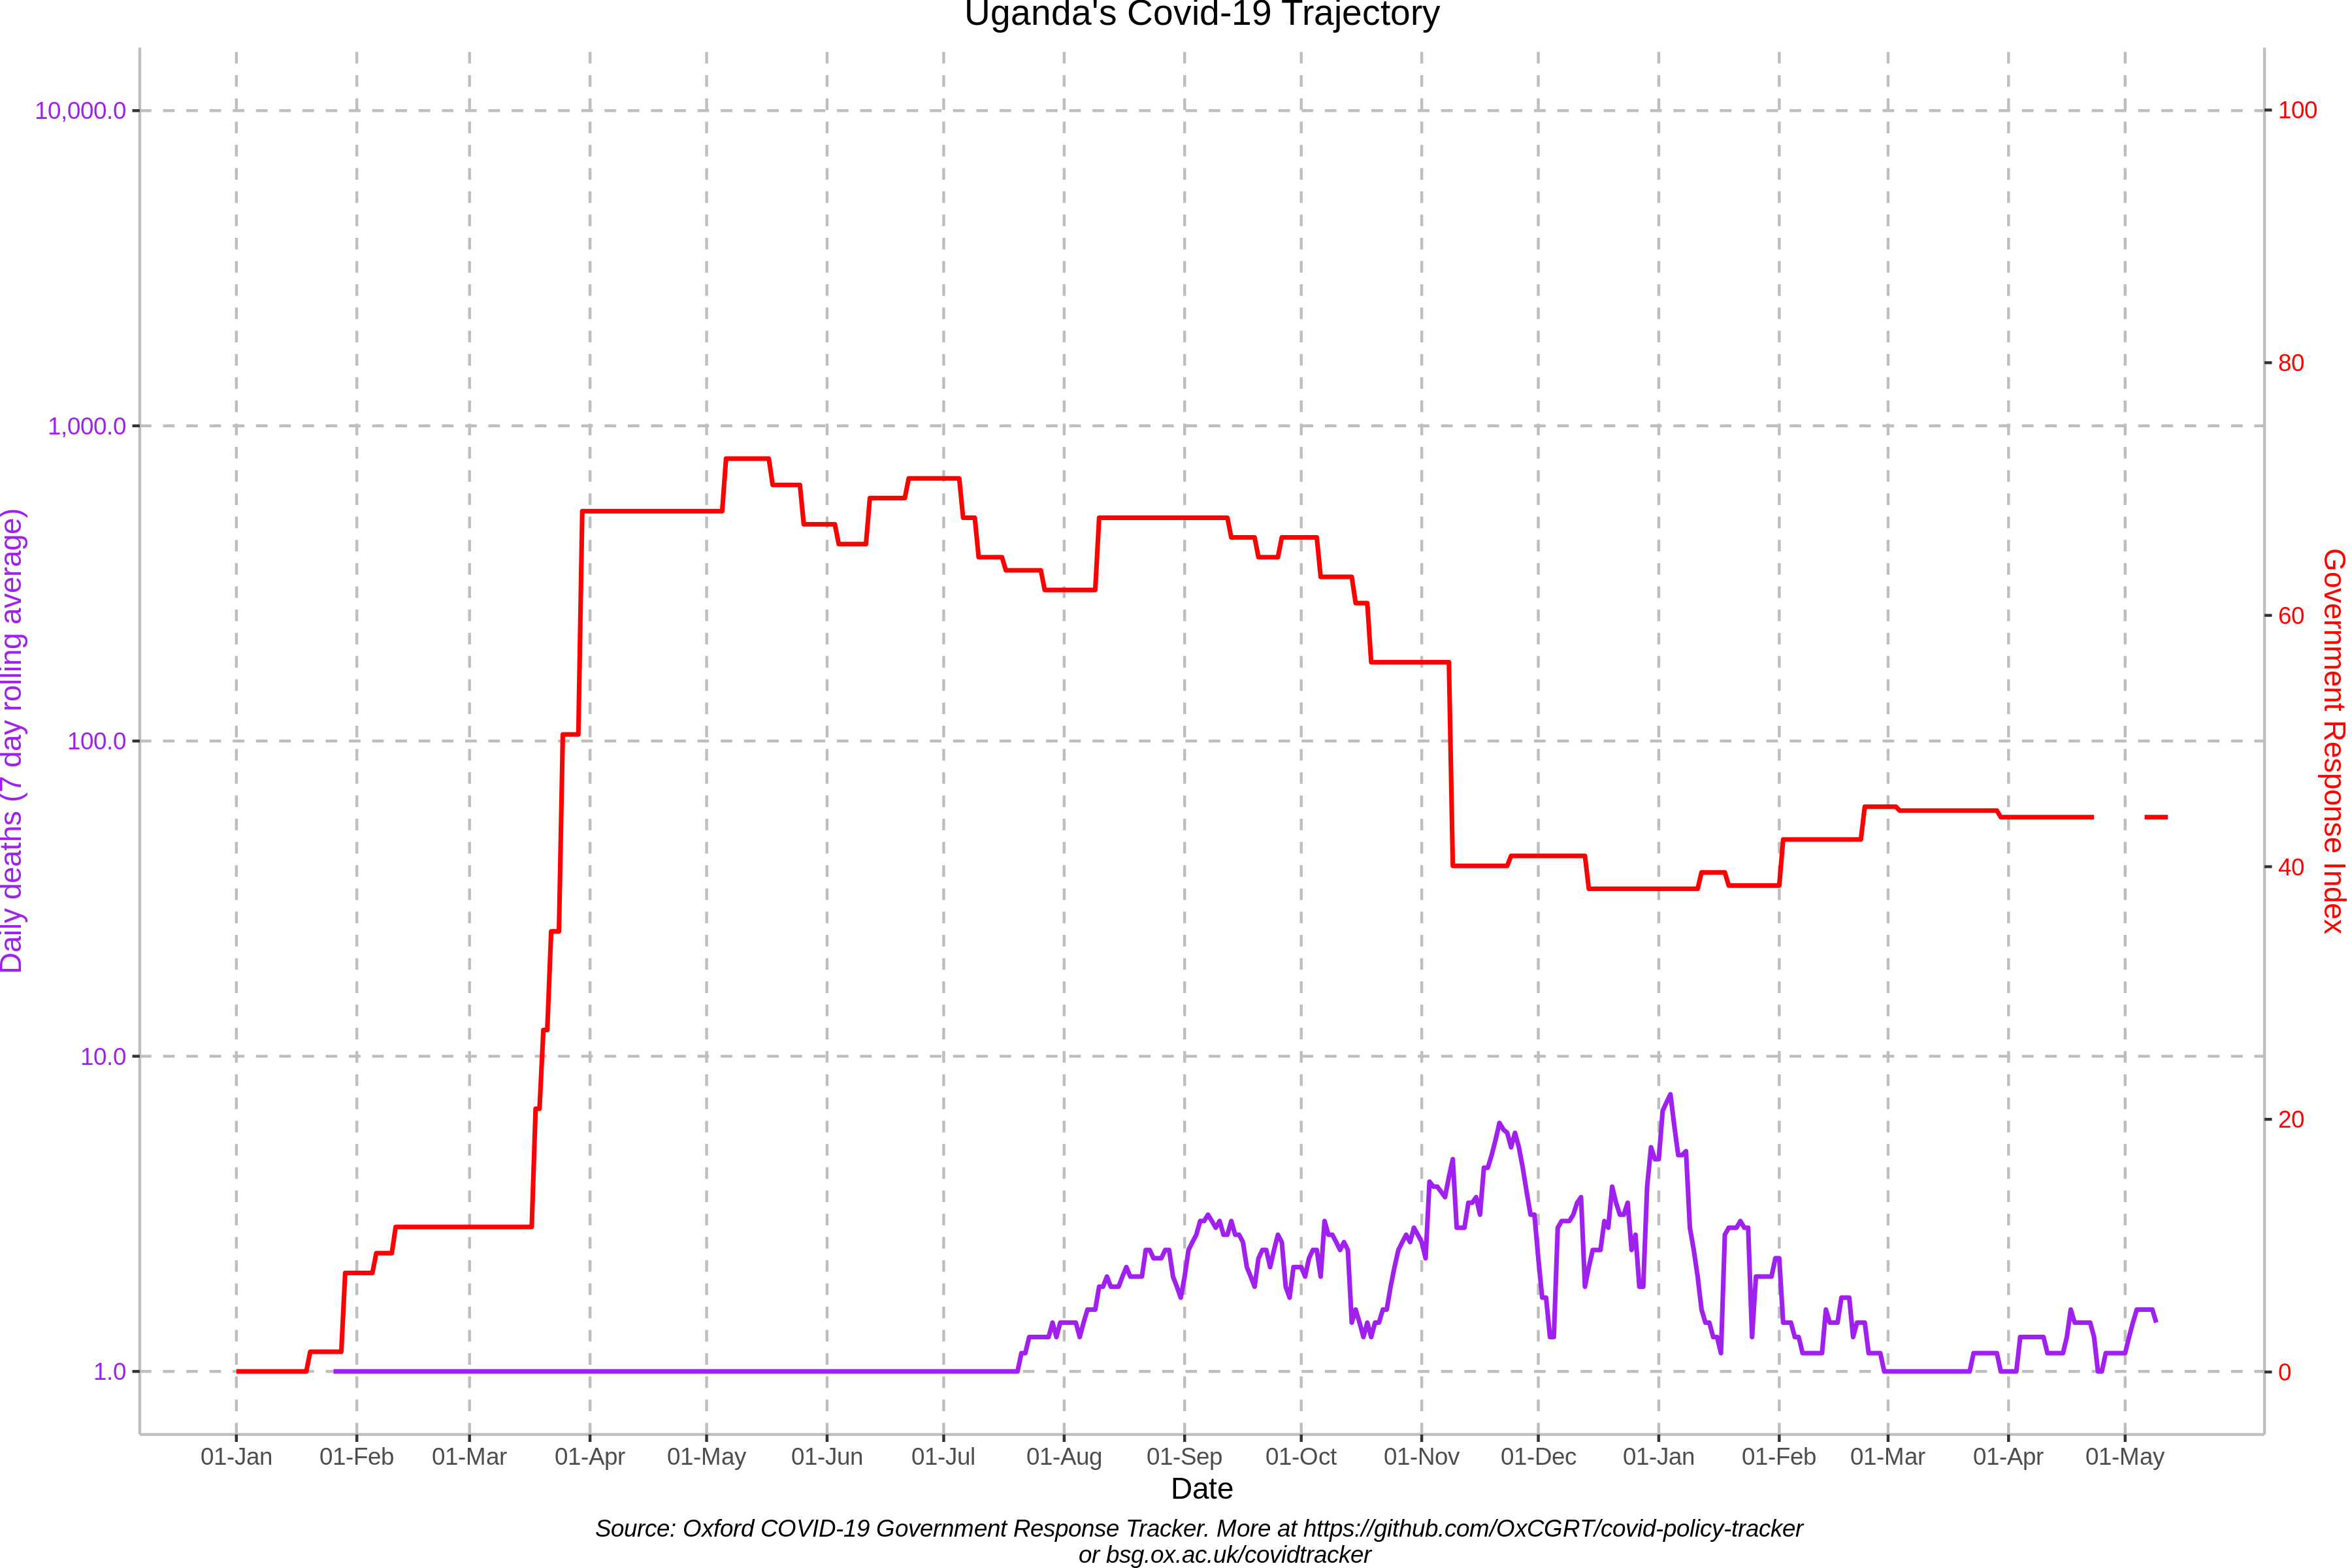 Uganda's Covid-19 Trajectory
10,000.0
1,000.0
100.0
10.0
1.0
Daily deaths (7 day rolling average)
100
80
60
40
20
0
Government Response Index
01-Jan 01-Feb 01-Mar 01-Apr 01-May 01-Jun 01-Jul 01-Aug 01-Sep 01-Oct 01-Nov 01-Dec 01-Jan 01-Feb 01-Mar 01-Apr 01-May
Date
Source: Oxford COVID-19 Government Response Tracker. More at https://github.com/OxCGRT/covid-policy-tracker
or bsg.ox.ac.uk/covidtracker